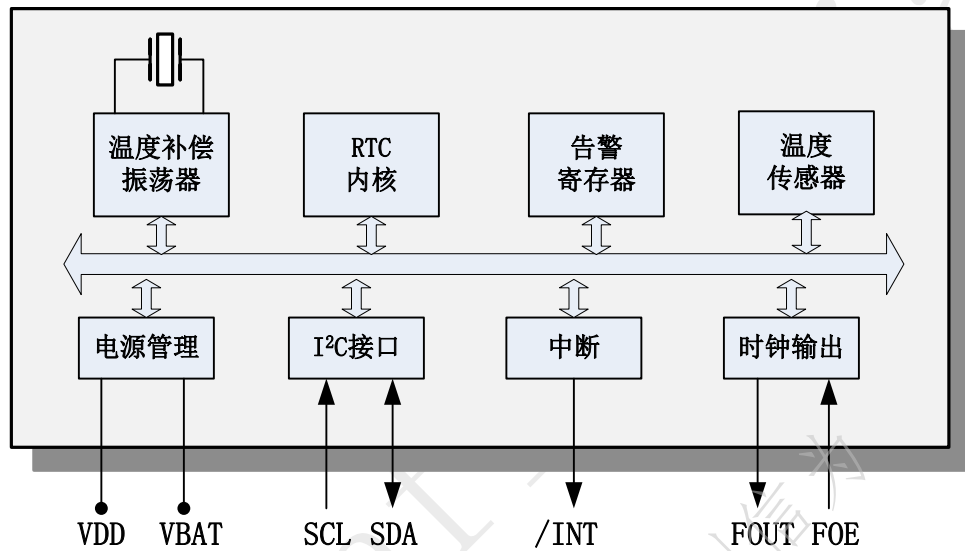 温度补偿
振荡器
RTC
内核
告警
寄存器
温度
传感器
电源管理
I²C接口
中断
时钟输出
VDD VBAT SCL SDA /INT FOUT FOE